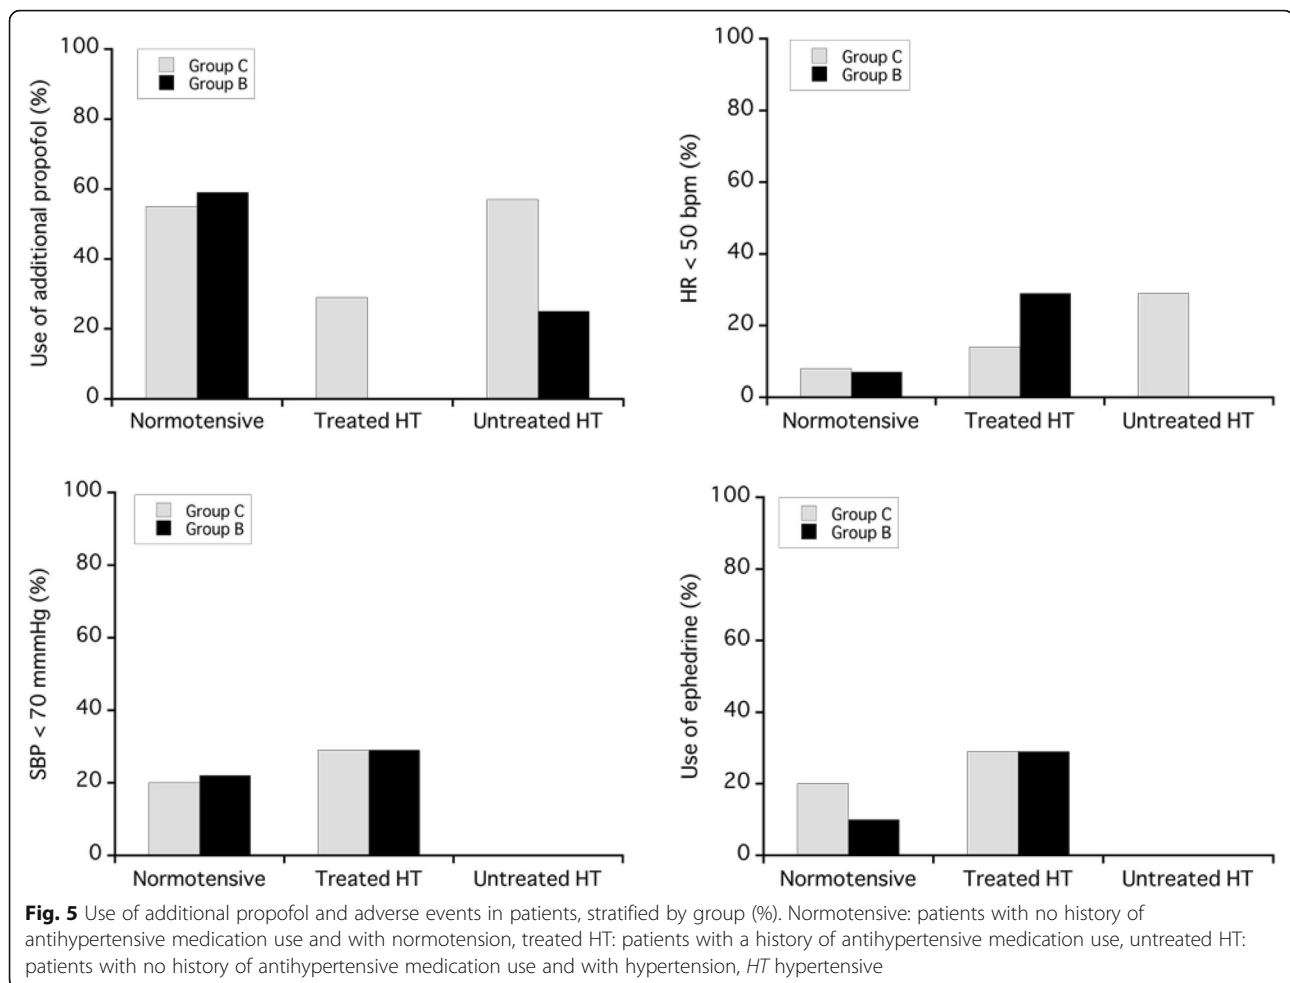 Use of additional propofol (%)
100
80
60
40
20
0
Group C
Group B
Normotensive Treated HT Untreated HT
HR < 50 bpm (%)
100
80
60
40
20
0
Group C
Group B
Normotensive Treated HT Untreated HT
SBP < 70 mmmHg (%)
100
80
60
40
20
0
Group C
Group B
Normotensive Treated HT Untreated HT
Use of ephedrine (%)
100
80
60
40
20
0
Group C
Group B
Normotensive Treated HT Untreated HT
Fig. 5 Use of additional propofol and adverse events in patients, stratified by group (%). Normotensive: patients with no history of
antihypertensive medication use and with normotension, treated HT: patients with a history of antihypertensive medication use, untreated HT:
patients with no history of antihypertensive medication use and with hypertension, HT hypertensive